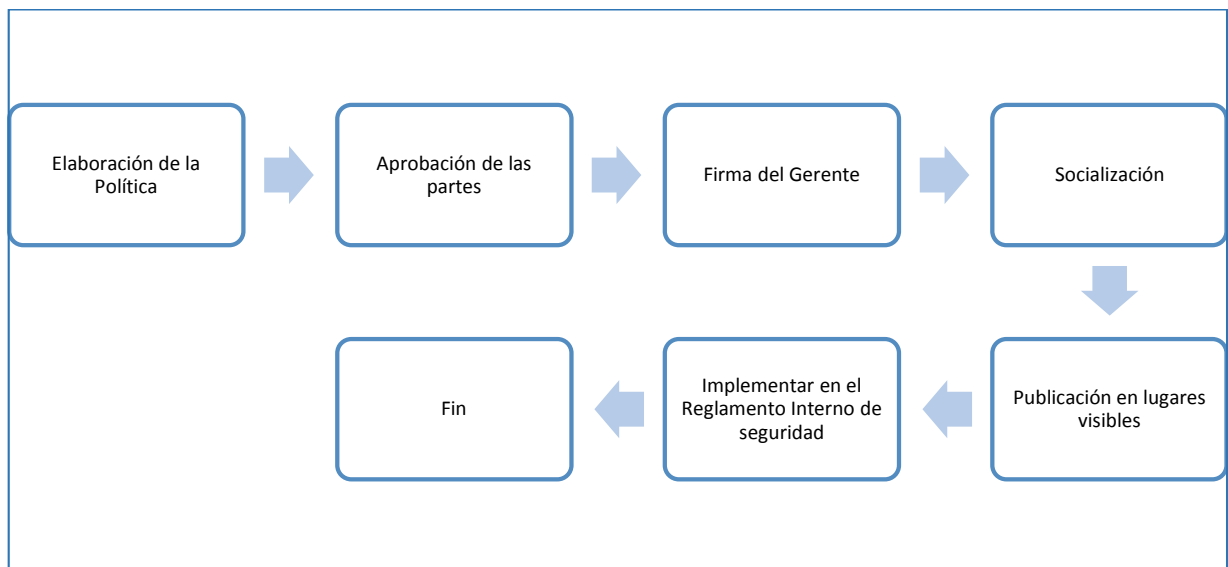 Elaboración de la
Política
Aprobación de las
partes
Firma del Gerente
Socialización
Publicación en lugares
visibles
Implementar en el
Reglamento Interno de
seguridad
Fin